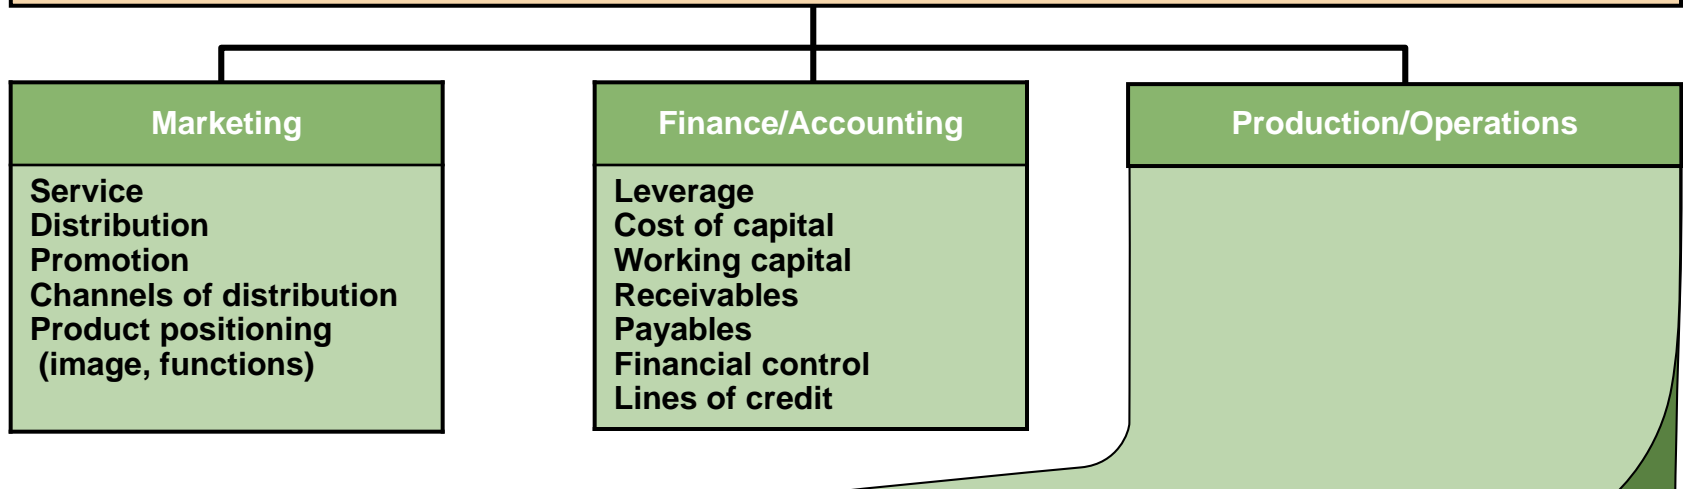 Marketing
Service
Distribution
Promotion
Channels of distribution
Product positioning
(image, functions)
Finance/Accounting
Leverage
Cost of capital
Working capital
Receivables
Payables
Financial control
Lines of credit
Production/Operations